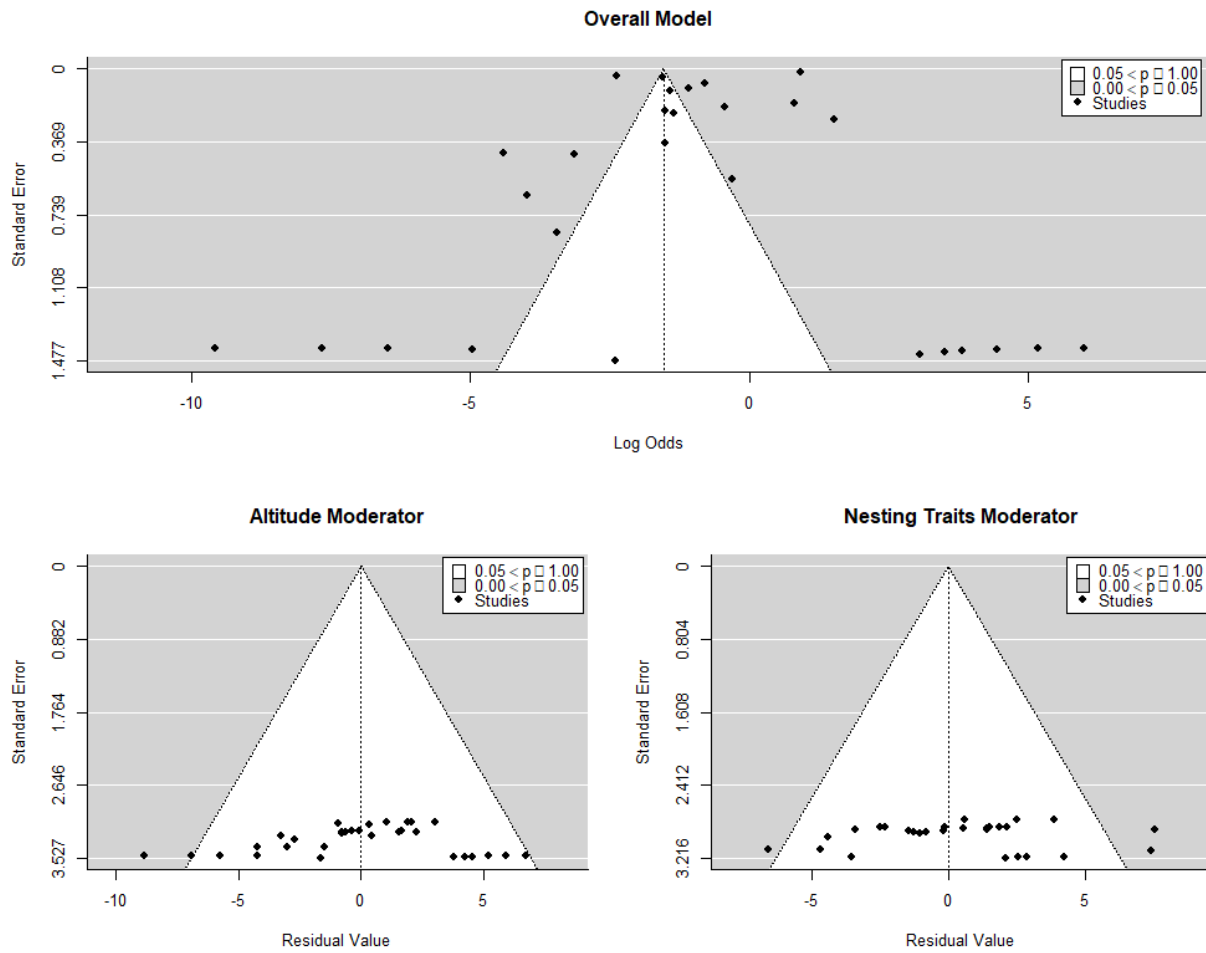 Overall Model
0.05 < p □ 1.00
0.00 < p □ 0.05
Studies
0
0.369
0.739
1.108
1.477
Standard Error
-10
-5
0
5
Log Odds
Altitude Moderator
0.05 < p □ 1.00
0.00 < p □ 0.05
Studies
0
0.882
1.764
2.646
3.527
Standard Error
-10
-5
0
5
Residual Value
Nesting Traits Moderator
0.05 < p □ 1.00
0.00 < p □ 0.05
Studies
0
0.804
1.608
2.412
3.216
Standard Error
-5
0
5
Residual Value